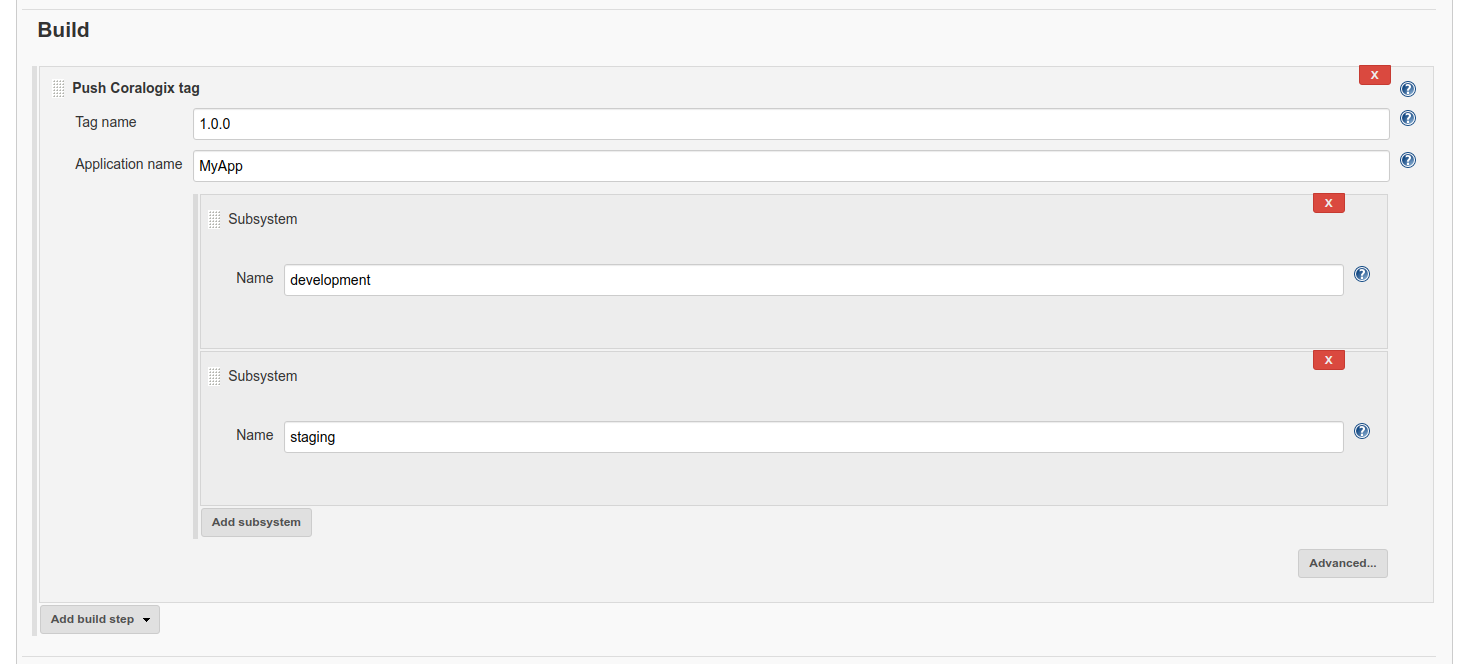 Build
Push Coralogix tag
X
?
Tag name
1.0.0
?
Application name
MyApp
?
Subsystem
X
Name
development
?
Subsystem
X
Name
staging
?
Add subsystem
Advanced...
Add build step